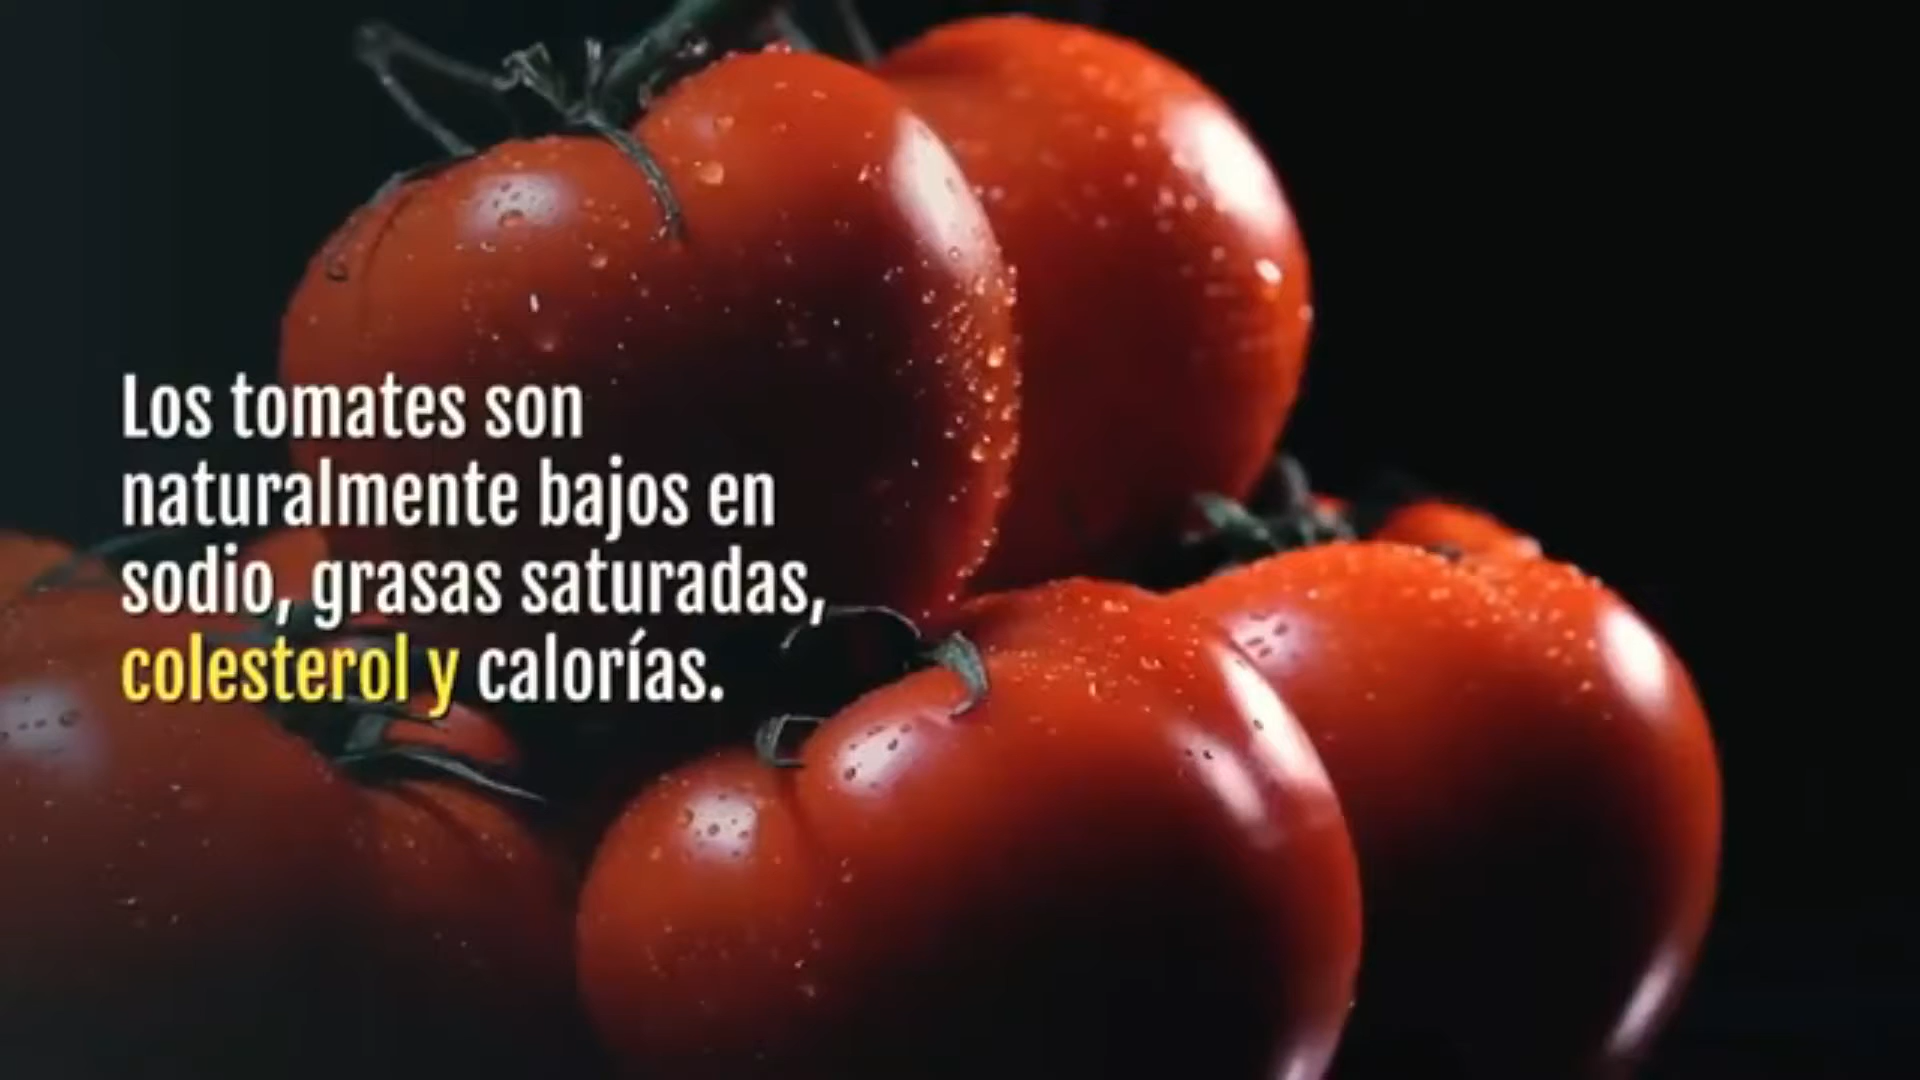 Los tomates son
naturalmente bajos en
sodio, grasas saturadas,
colesterol y calorías.